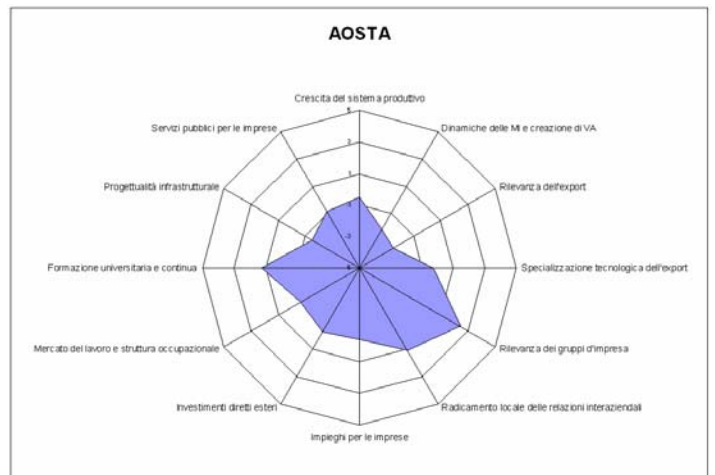 AOSTA
Crescita del sistema produttivo
Dinamiche delle MI e creazione di VA
Rilevanza dell'export
Specializzazione tecnologica dell'export
Rilevanza dei gruppi d'impresa
Radicamento locale delle relazioni interaziendali
Impieghi per le imprese
Investimenti diretti esteri
Mercato del lavoro e struttura occupazionale
Formazione universitaria e continua
Progettualità infrastrutturale
Servizi pubblici per le imprese